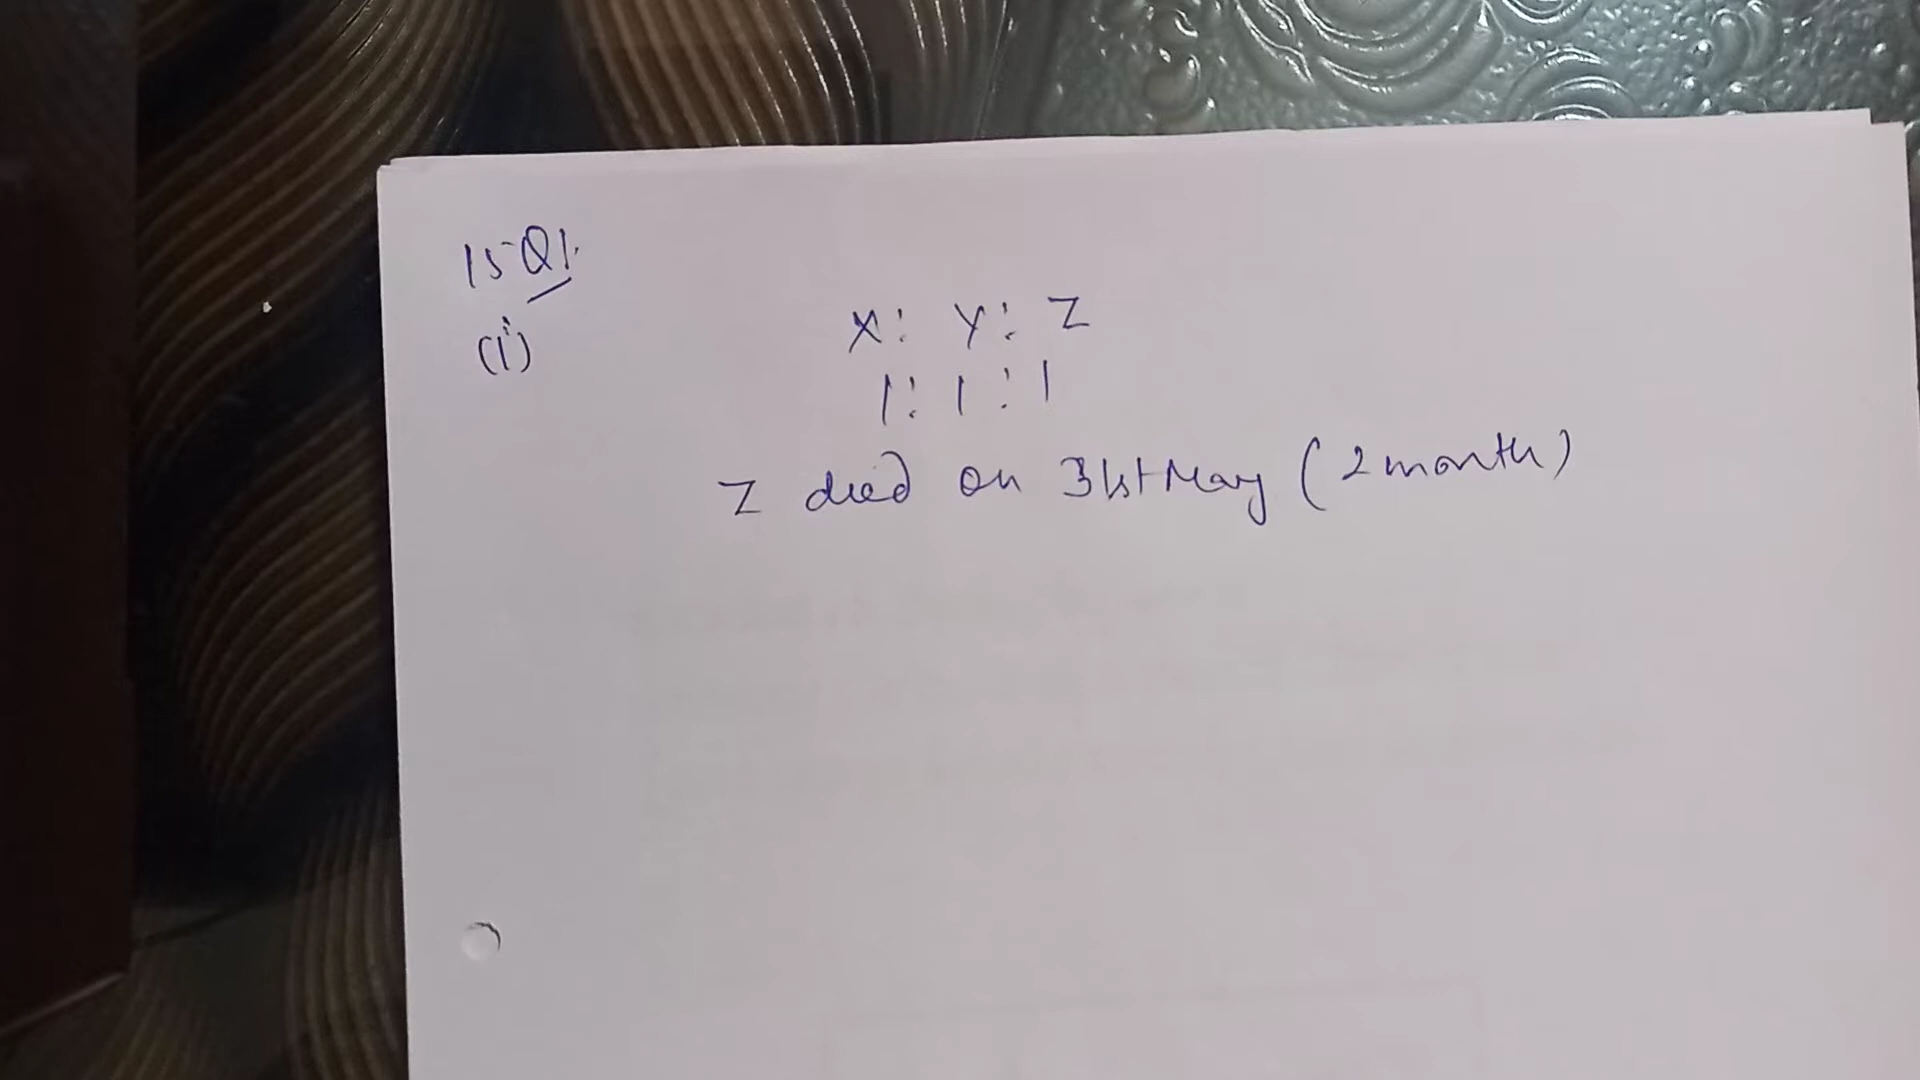 15 Q1.
(i)
X: Y: Z
1: 1: 1
Z died on 31st May (2 month)